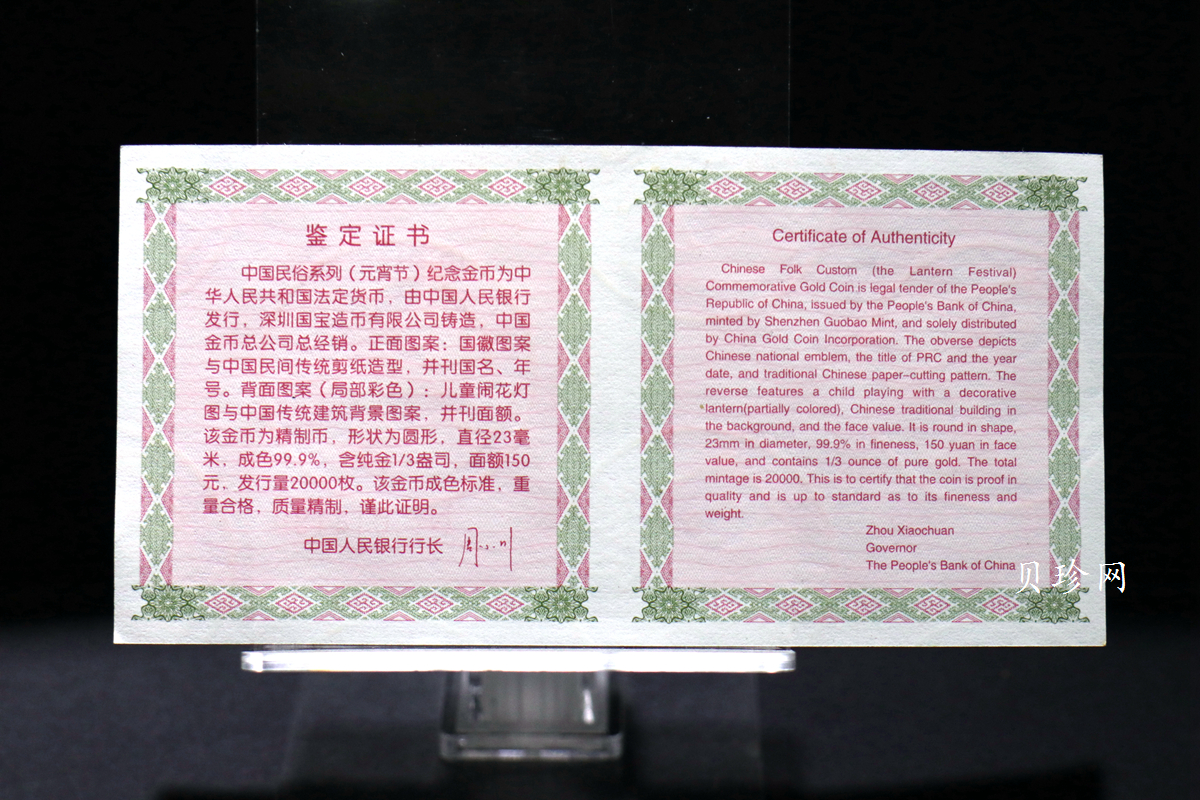 鉴定证书
中国民俗系列（元宵节）纪念金币为中
华人民共和国法定货币，由中国人民银行
发行，深圳国宝造币有限公司铸造，中国
金币总公司总经销。正面图案：国徽图案
与中国民间传统剪纸造型，并刊国名、年
号。背面图案（局部彩色）：儿童闹花灯
图与中国传统建筑背景图案，并刊面额。
该金币为精制币，形状为圆形，直径23毫
米，成色99.9%，含纯金1/3盎司，面额150
元，发行量20000枚。该金币成色标准，重
量合格，质量精制，谨此证明。
中国人民银行行长 周小川
Certificate of Authenticity
Chinese Folk Custom (the Lantern Festival)
Commemorative Gold Coin is legal tender of the People's
Republic of China, issued by the People's Bank of China,
minted by Shenzhen Guobao Mint, and solely distributed
by China Gold Coin Incorporation. The obverse depicts
Chinese national emblem, the title of PRC and the year
date, and traditional Chinese paper-cutting pattern. The
reverse features a child playing with a decorative
lantern(partially colored), Chinese traditional building in
the background, and the face value. It is round in shape,
23mm in diameter, 99.9% in fineness, 150 yuan in face
value, and contains 1/3 ounce of pure gold. The total
mintage is 20000. This is to certify that the coin is proof in
quality and is up to standard as to its fineness and
weight.
Zhou Xiaochuan
Governor
The People's Bank of China
贝珍网